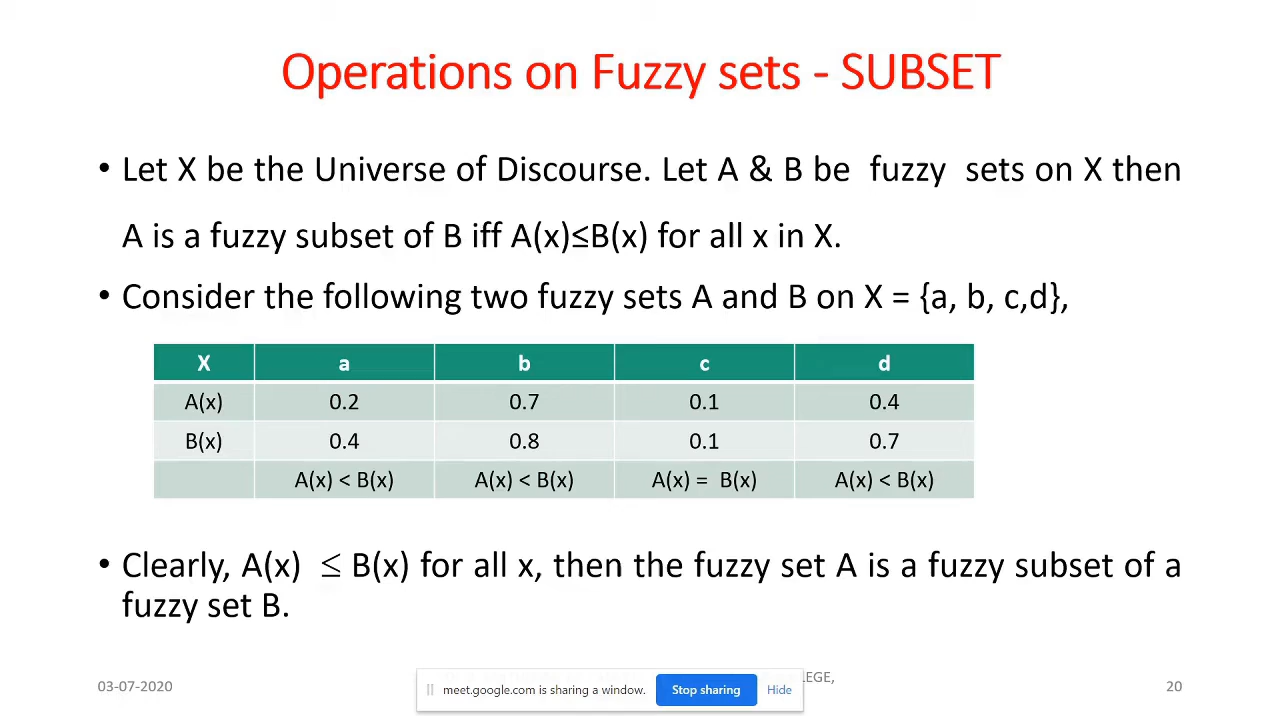 Operations on Fuzzy sets - SUBSET
• Let X be the Universe of Discourse. Let A & B be fuzzy sets on X then
A is a fuzzy subset of B iff A(x)≤B(x) for all x in X.
• Consider the following two fuzzy sets A and B on X = {a, b, c,d},
X a b c d
A(x) 0.2 0.7 0.1 0.4
B(x) 0.4 0.8 0.1 0.7
A(x) < B(x) A(x) < B(x) A(x) = B(x) A(x) < B(x)
• Clearly, A(x) ≤ B(x) for all x, then the fuzzy set A is a fuzzy subset of a
fuzzy set B.
03-07-2020
meet.google.com is sharing a window. Stop sharing Hide
20